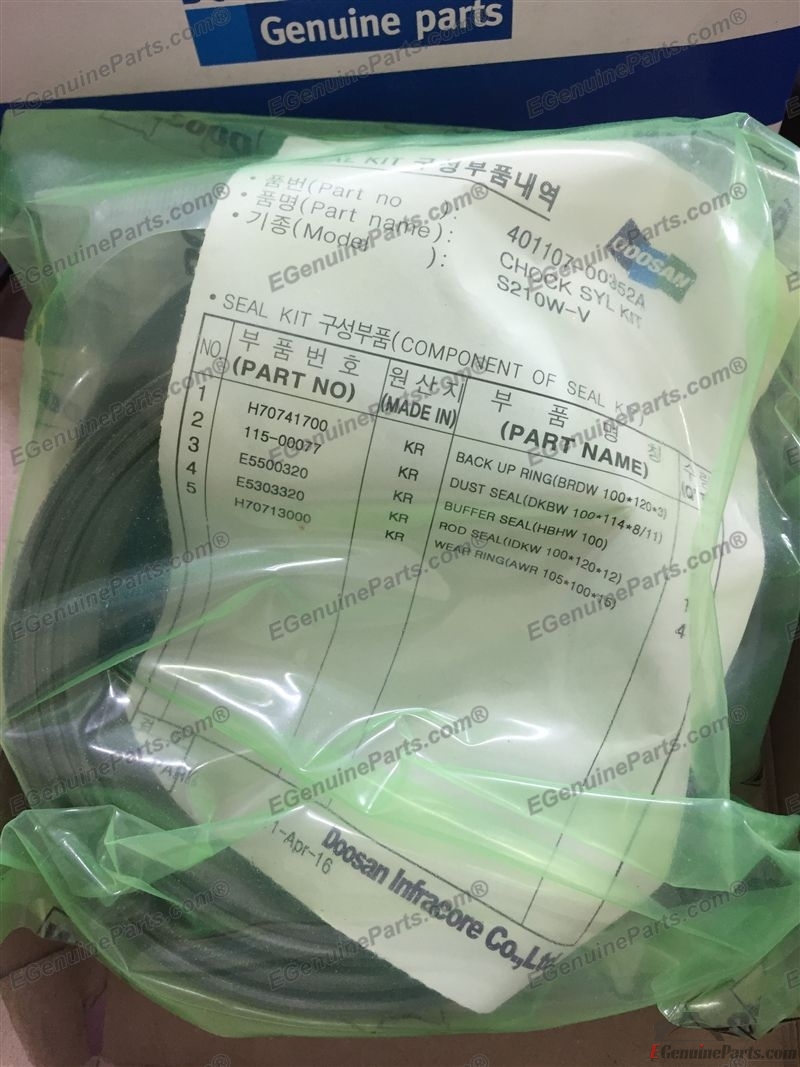 Genuine parts
SEAL KIT 구성부품내역
• 품번(Part no ): 401107-00352A
• 품명(Part name): CHOCK SYL KIT
• 기종(Model ): S210W-V
DOOSAN
• SEAL KIT 구성부품(COMPONENT OF SEAL KIT)
NO. 부품번호 원산지 부품명칭
(PART NO) (MADE IN) (PART NAME)
1 H70741700 KR BACK UP RING(BRDW 100*120*3)
2 115-00077 KR DUST SEAL(DKBW 100*114*8/11)
3 E5500320 KR BUFFER SEAL(HBHW 100)
4 E5303320 KR ROD SEAL(IDKW 100*120*12) 1
5 H70713000 KR WEAR RING(AWR 105*100*15) 4
1-Apr-16
Doosan Infracore Co.,Lt
EGenuineParts.com®
EGenuineParts.com